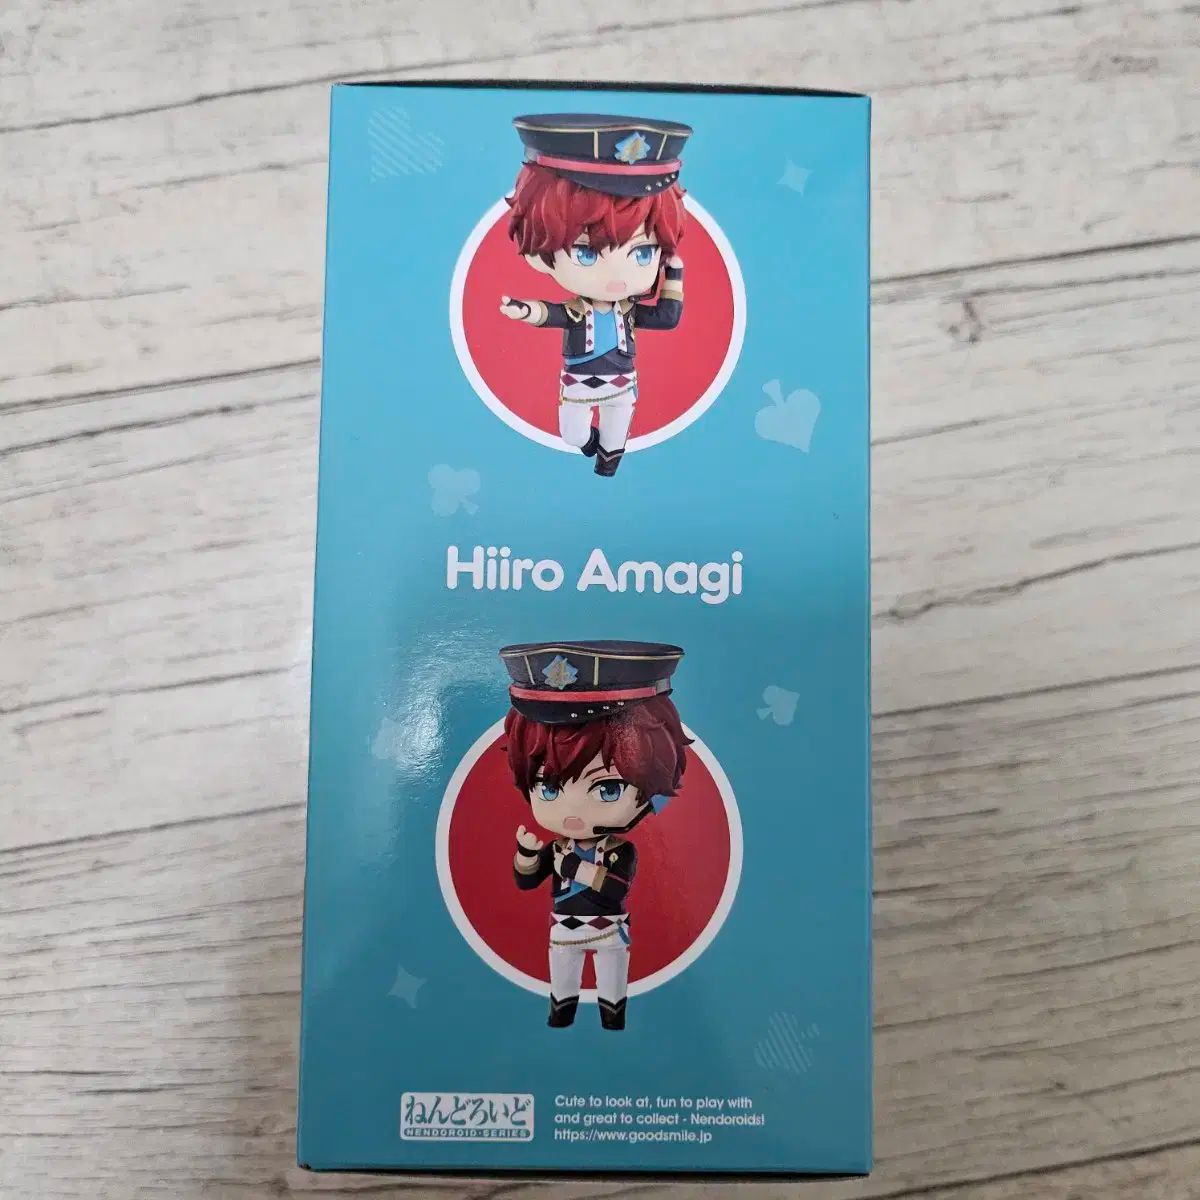 Hiiro Amagi
ねんどろいど
NENDOROID·SERIES
Cute to look at, fun to play with
and great to collect - Nendoroids!
https://www.goodsmile.jp